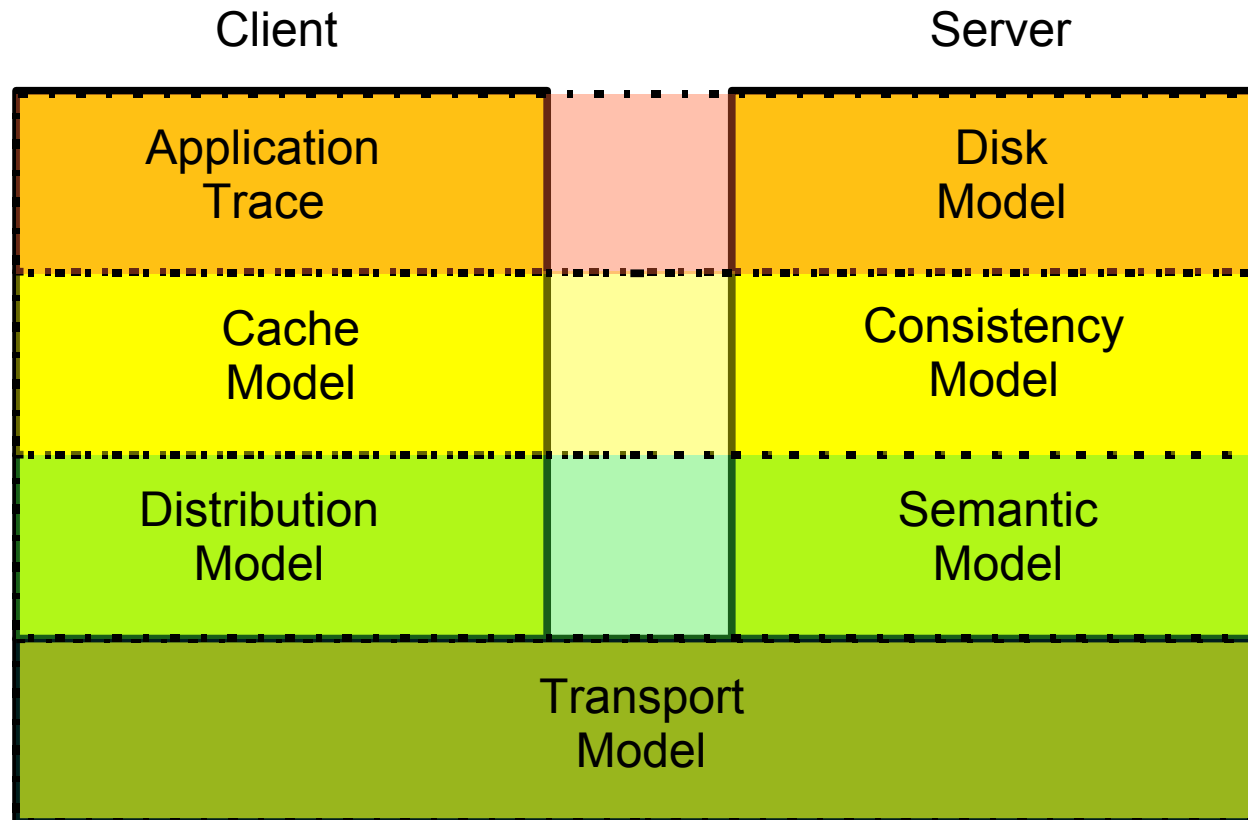 Client
Server
Application
Trace
Disk
Model
Cache
Model
Consistency
Model
Distribution
Model
Semantic
Model
Transport
Model